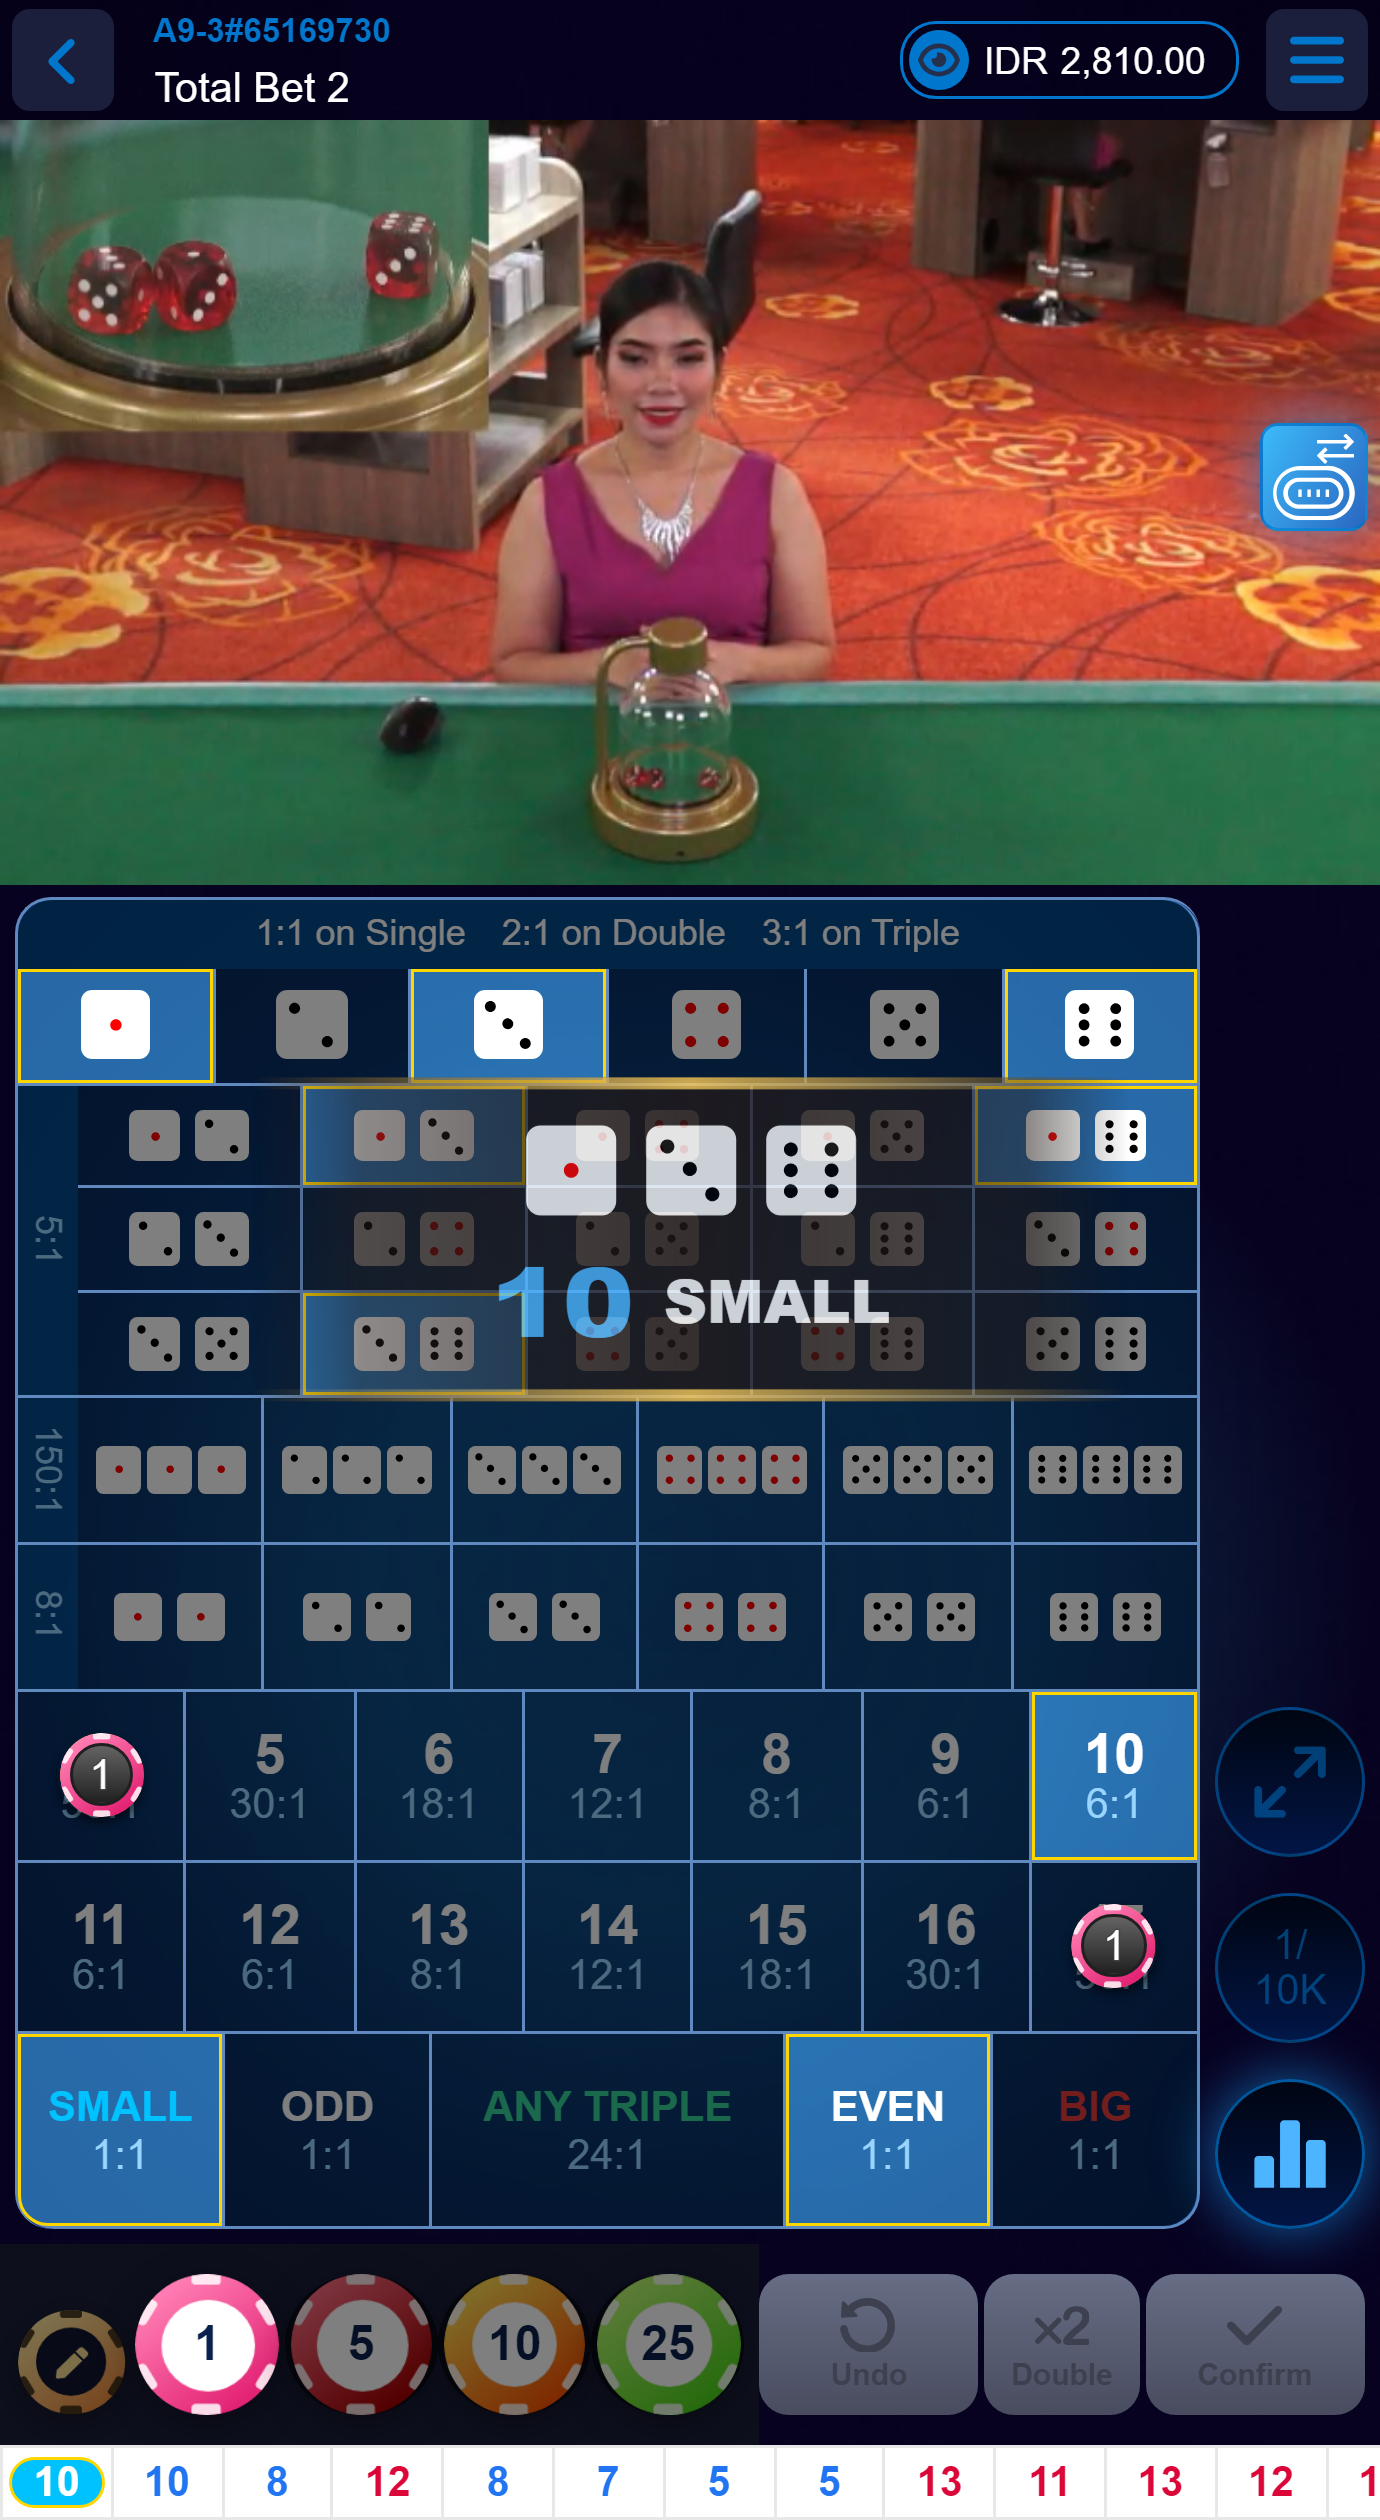 A9-3#65169730
Total Bet 2
IDR 2,810.00
1:1 on Single 2:1 on Double 3:1 on Triple
5:1
10 SMALL
150:1
8:1
1
5 6 7 8 9 10
30:1 18:1 12:1 8:1 6:1 6:1
11 12 13 14 15 16
1
6:1 6:1 8:1 12:1 18:1 30:1
1/
10K
SMALL ODD ANY TRIPLE EVEN BIG
1:1 1:1 24:1 1:1 1:1
1 5 10 25
x2
Undo Double Confirm
10 10 8 12 8 7 5 5 13 11 13 12